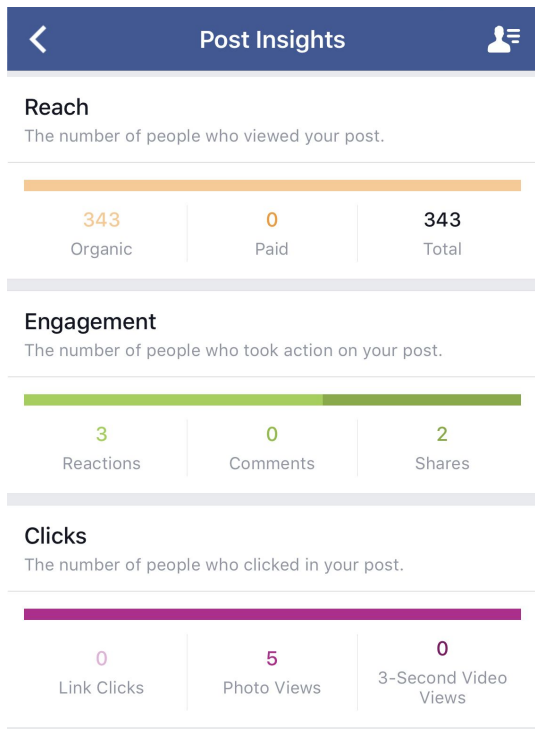 Post Insights
Reach
The number of people who viewed your post.
343 0 343
Organic Paid Total
Engagement
The number of people who took action on your post.
3 0 2
Reactions Comments Shares
Clicks
The number of people who clicked in your post.
0 5 0
Link Clicks Photo Views 3-Second Video
Views